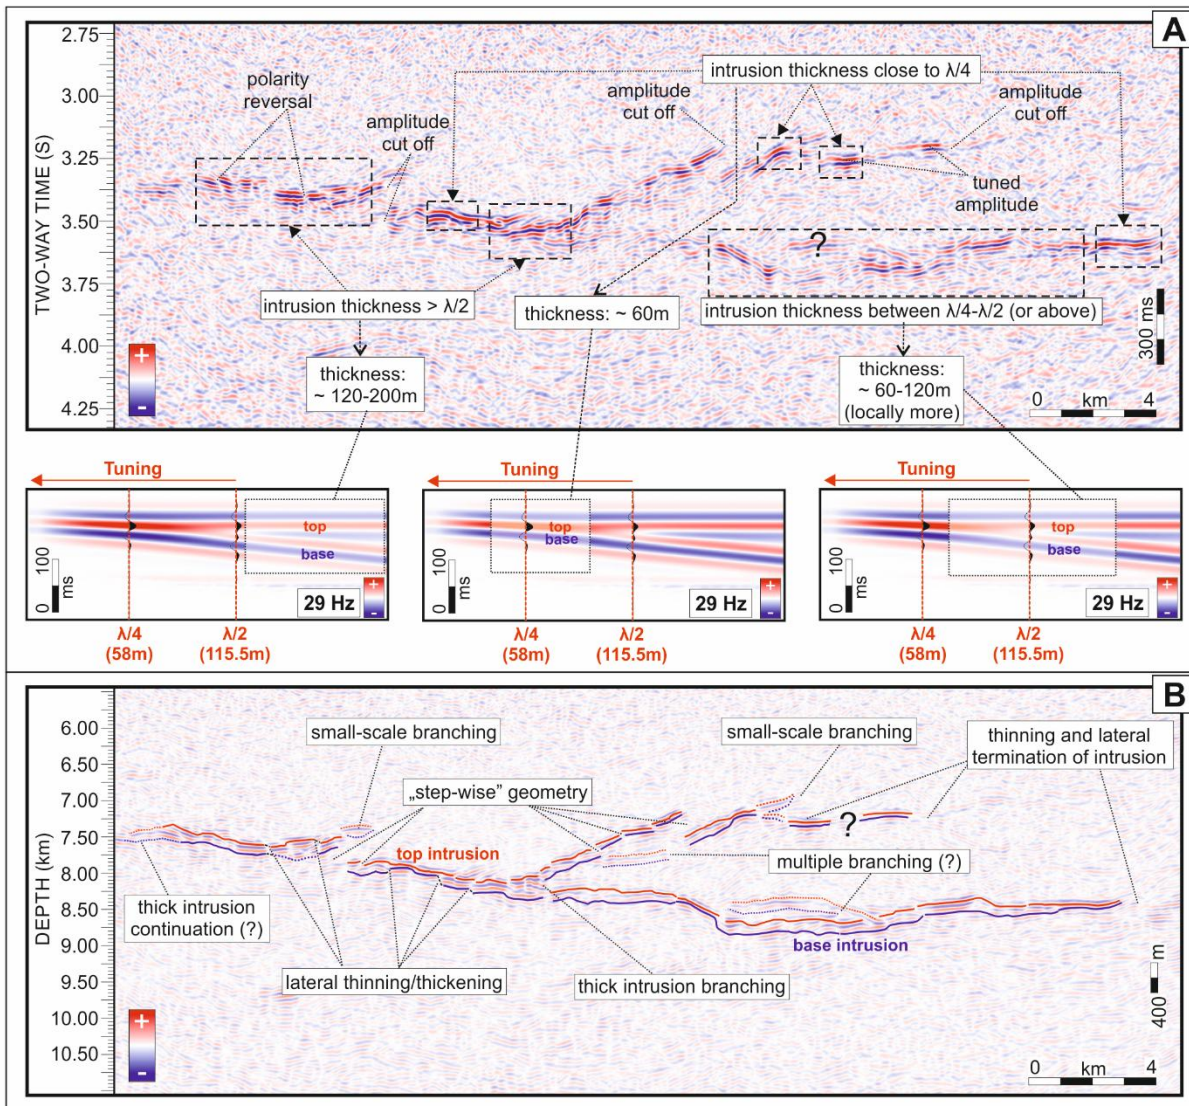 A
2.75
3.00
3.25
3.50
3.75
4.00
4.25
TWO-WAY TIME (S)
polarity
reversal
amplitude
cut off
amplitude
cut off
intrusion thickness close to λ/4
amplitude
cut off
tuned
amplitude
?
intrusion thickness > λ/2
thickness: ~ 60m
intrusion thickness between λ/4-λ/2 (or above)
thickness:
~ 120-200m
thickness:
~ 60-120m
(locally more)
300 ms
+
-
0 km 4
Tuning
top
base
100
0
ms
29 Hz
+
-
λ/4
(58m)
λ/2
(115.5m)
Tuning
top
base
100
0
ms
29 Hz
+
-
λ/4
(58m)
λ/2
(115.5m)
Tuning
top
base
100
0
ms
29 Hz
+
-
λ/4
(58m)
λ/2
(115.5m)
B
6.00
6.50
7.00
7.50
8.00
8.50
9.00
9.50
10.00
10.50
DEPTH (km)
small-scale branching
„step-wise” geometry
small-scale branching
thinning and lateral
termination of intrusion
?
top intrusion
multiple branching (?)
thick intrusion
continuation (?)
base intrusion
lateral thinning/thickening
thick intrusion branching
400 m
+
-
0 km 4